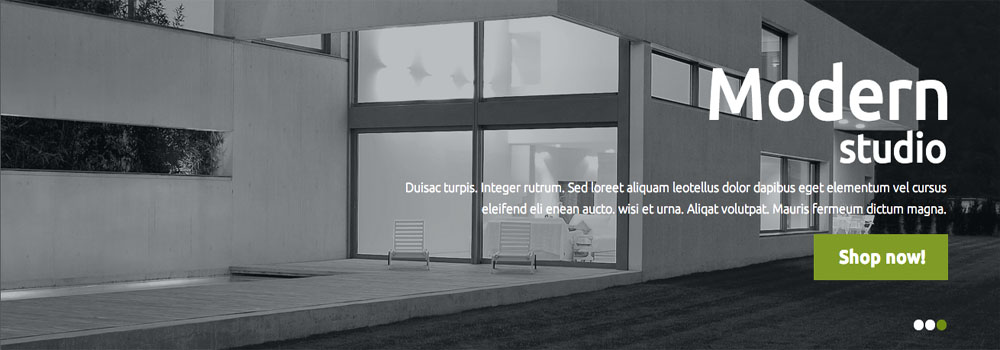 Modern
studio
Duisac turpis. Integer rutrum. Sed loreet aliquam leotellus dolor dapibus eget elementum vel cursus
eleifend eli enean aucto. wisi et urna. Aliqat volutpat. Mauris fermeum dictum magna.
Shop now!